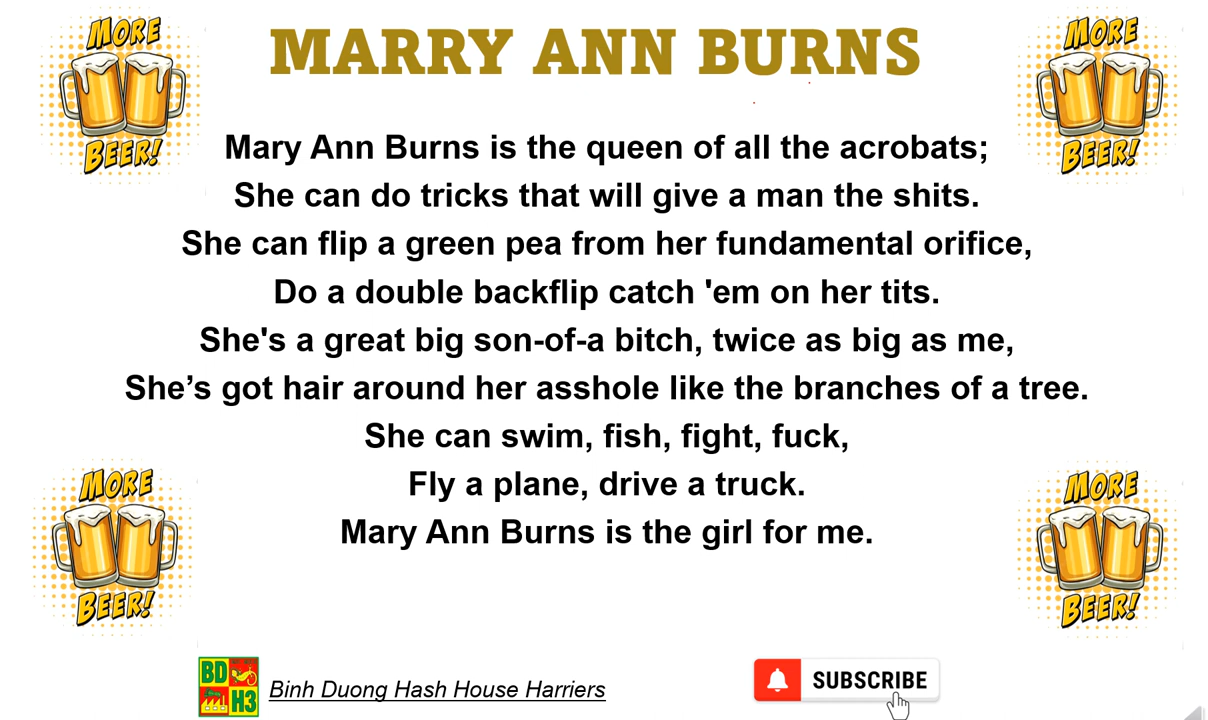 MORE
BEER!
MARRY ANN BURNS
MORE
BEER!
Mary Ann Burns is the queen of all the acrobats;
She can do tricks that will give a man the shits.
She can flip a green pea from her fundamental orifice,
Do a double backflip catch 'em on her tits.
She's a great big son-of-a bitch, twice as big as me,
She’s got hair around her asshole like the branches of a tree.
She can swim, fish, fight, fuck,
Fly a plane, drive a truck.
Mary Ann Burns is the girl for me.
MORE
BEER!
MORE
BEER!
BD
H3
Binh Duong Hash House Harriers
SUBSCRIBE